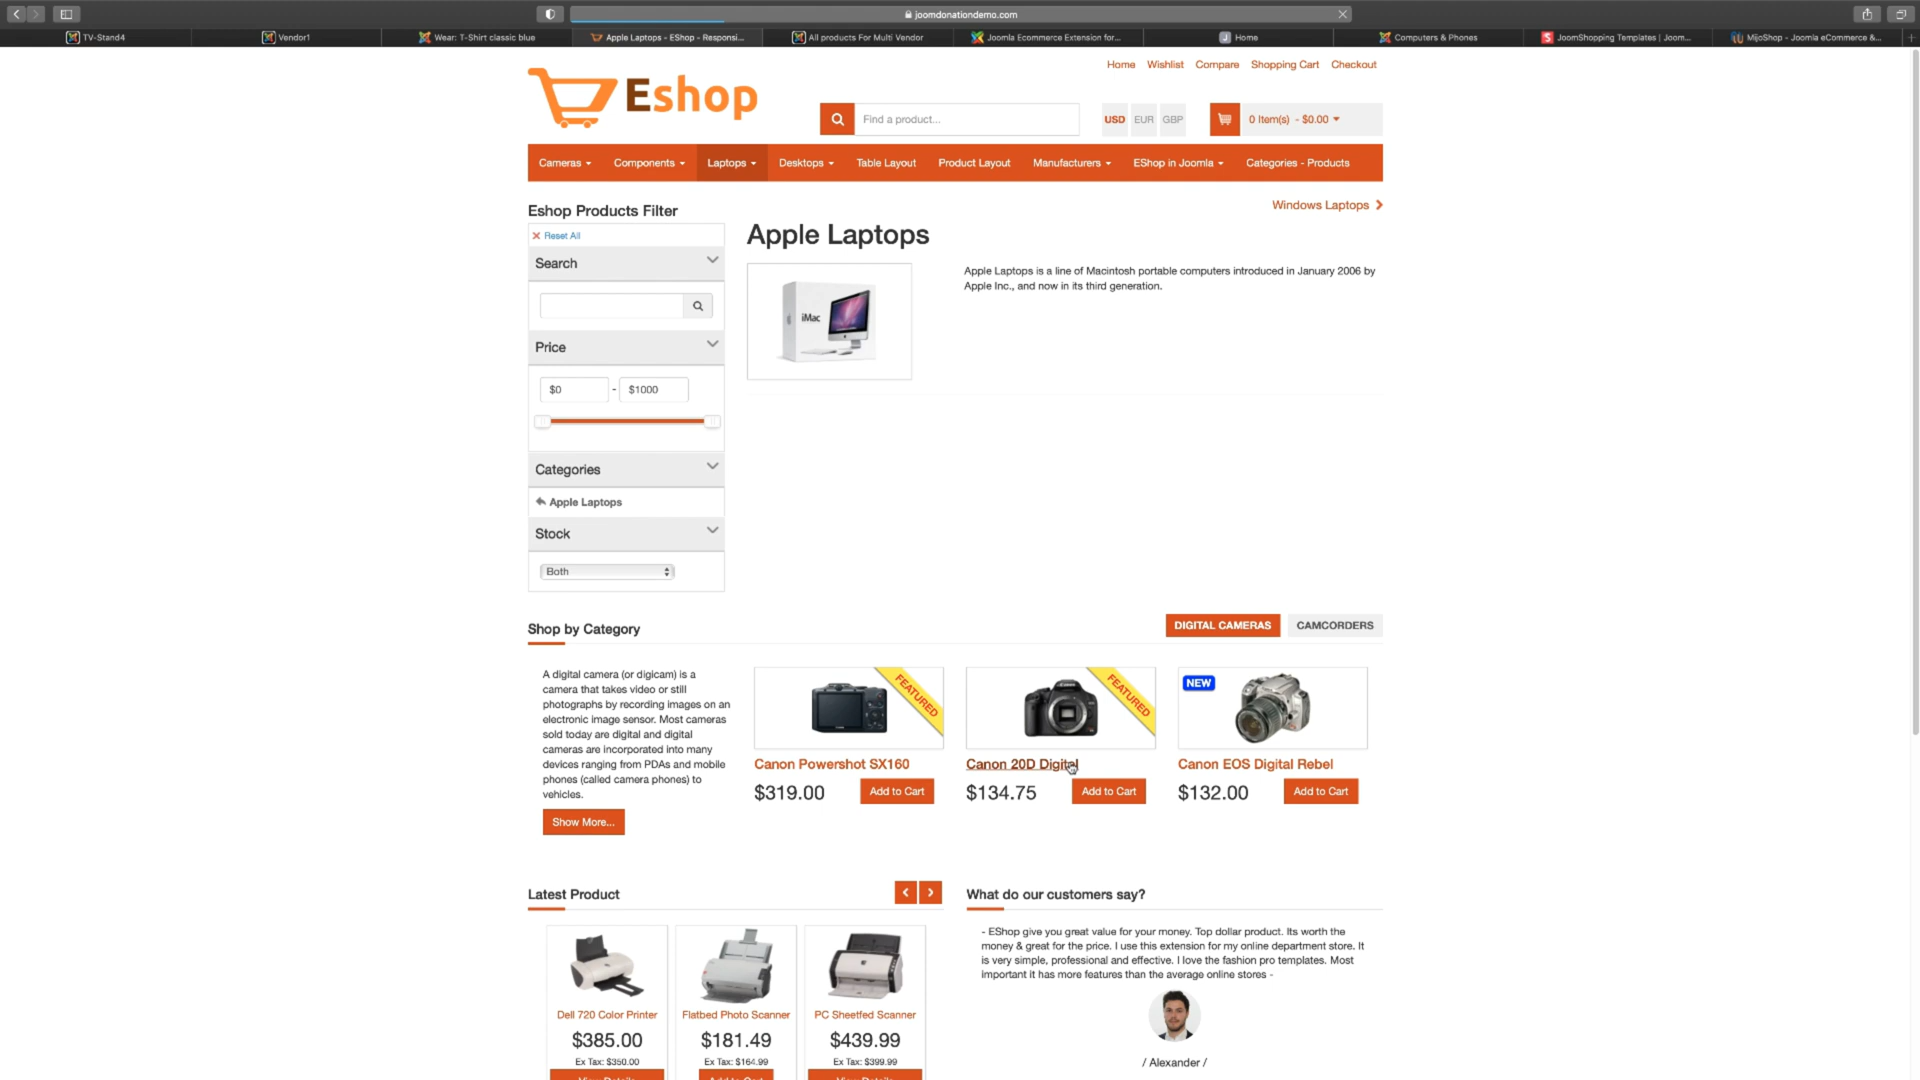 joomdonationdemo.com
TV-Stand4
Vendor1
Wear: T-Shirt classic blue
Apple Laptops - EShop - Responsi...
All products For Multi Vendor
Joomla Ecommerce Extension for...
Home
Computers & Phones
JoomShopping Templates | Joom...
MijoShop - Joomla eCommerce &...
Home Wishlist Compare Shopping Cart Checkout
Eshop
Find a product...
USD EUR GBP
0 Item(s) - $0.00
Cameras Components Laptops Desktops Table Layout Product Layout Manufacturers EShop in Joomla Categories - Products
Windows Laptops
Eshop Products Filter
Reset All
Search
Price
$0 - $1000
Categories
Apple Laptops
Stock
Both
Apple Laptops
iMac
Apple Laptops is a line of Macintosh portable computers introduced in January 2006 by
Apple Inc., and now in its third generation.
Shop by Category
DIGITAL CAMERAS CAMCORDERS
A digital camera (or digicam) is a
camera that takes video or still
photographs by recording images on an
electronic image sensor. Most cameras
sold today are digital and digital
cameras are incorporated into many
devices ranging from PDAs and mobile
phones (called camera phones) to
vehicles.
Show More...
FEATURED
Canon Powershot SX160
$319.00 Add to Cart
FEATURED
Canon 20D Digital
$134.75 Add to Cart
NEW
Canon EOS Digital Rebel
$132.00 Add to Cart
Latest Product
Dell 720 Color Printer
$385.00
Ex Tax: $350.00
View Details
Flatbed Photo Scanner
$181.49
Ex Tax: $164.99
Add to Cart
PC Sheetfed Scanner
$439.99
Ex Tax: $399.99
View Details
What do our customers say?
- EShop give you great value for your money. Top dollar product. Its worth the
money & great for the price. I use this extension for my online department store. It
is very simple, professional and effective. I love the fashion pro templates. Most
important it has more features than the average online stores -
/ Alexander /